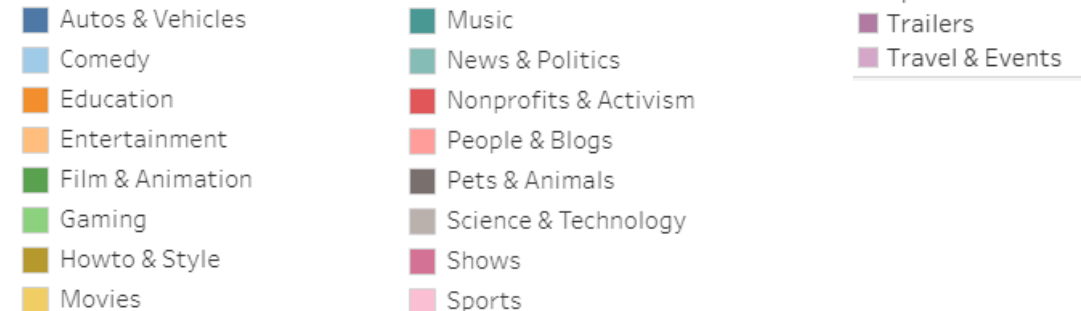 Autos & Vehicles
Comedy
Education
Entertainment
Film & Animation
Gaming
Howto & Style
Movies
Music
News & Politics
Nonprofits & Activism
People & Blogs
Pets & Animals
Science & Technology
Shows
Sports
Trailers
Travel & Events